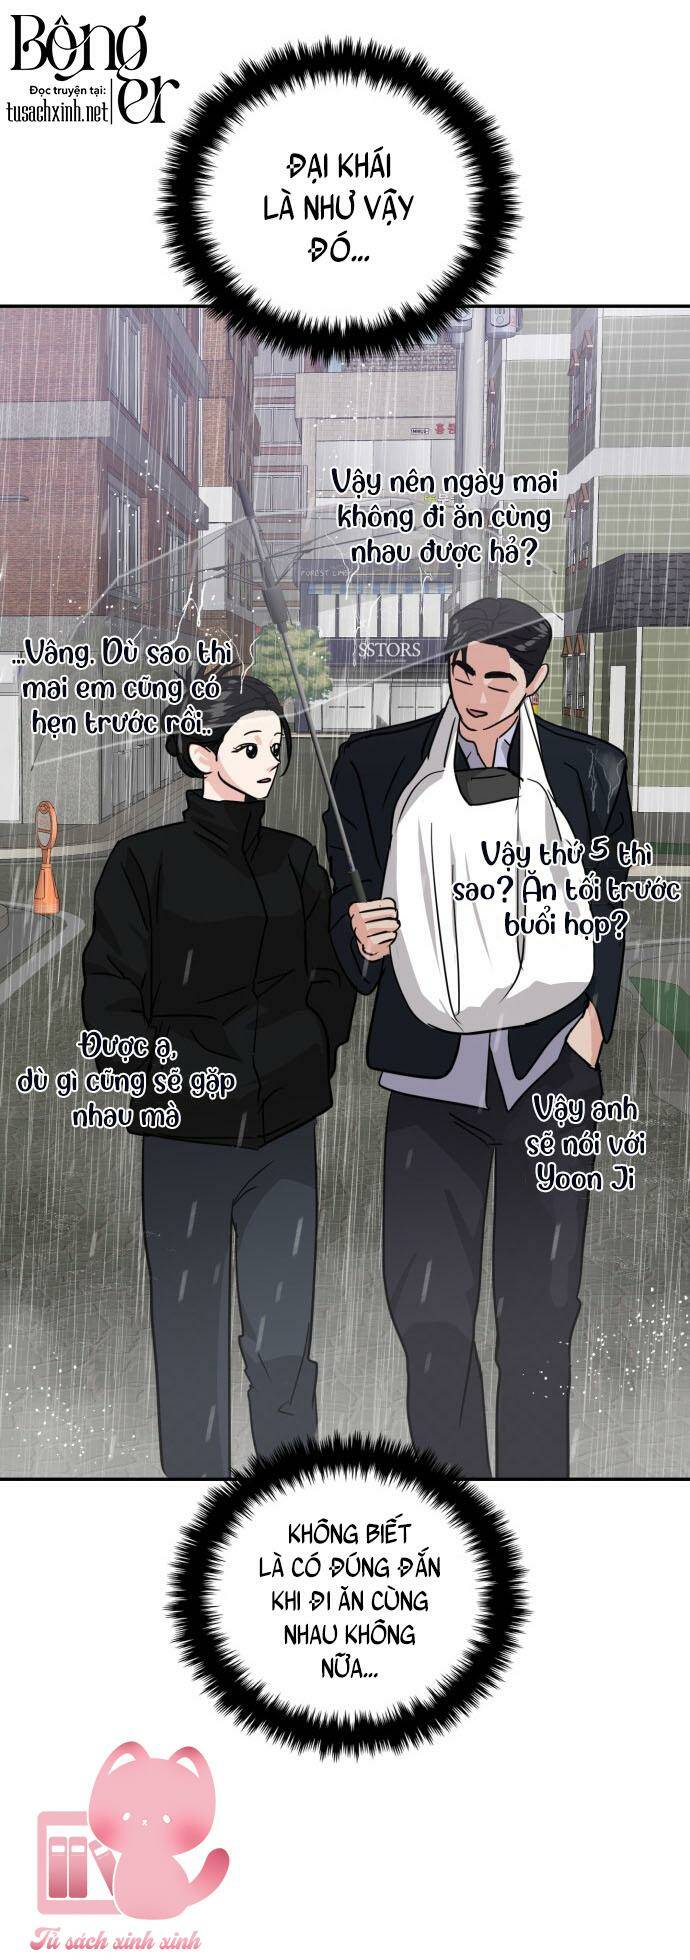 Bông
er
Đọc truyện tại:
tusachxinh.net
ĐẠI KHÁI
LÀ NHƯ VẬY
ĐÓ...
Vậy nên ngày mai
không đi ăn cùng
nhau được hả?
FOREST LIME
SSTORS
...Vâng. Dù sao thì
mai em cũng có
hẹn trước rồi..
Vậy thứ 5 thì
sao? Ăn tối trước
buổi họp?
Được ạ,
dù gì cũng sẽ gặp
nhau mà
Vậy anh
sẽ nói với
Yoon Ji
KHÔNG BIẾT
LÀ CÓ ĐÚNG ĐẮN
KHI ĐI ĂN CÙNG
NHAU KHÔNG
NỮA...
Tủ sách xinh xinh